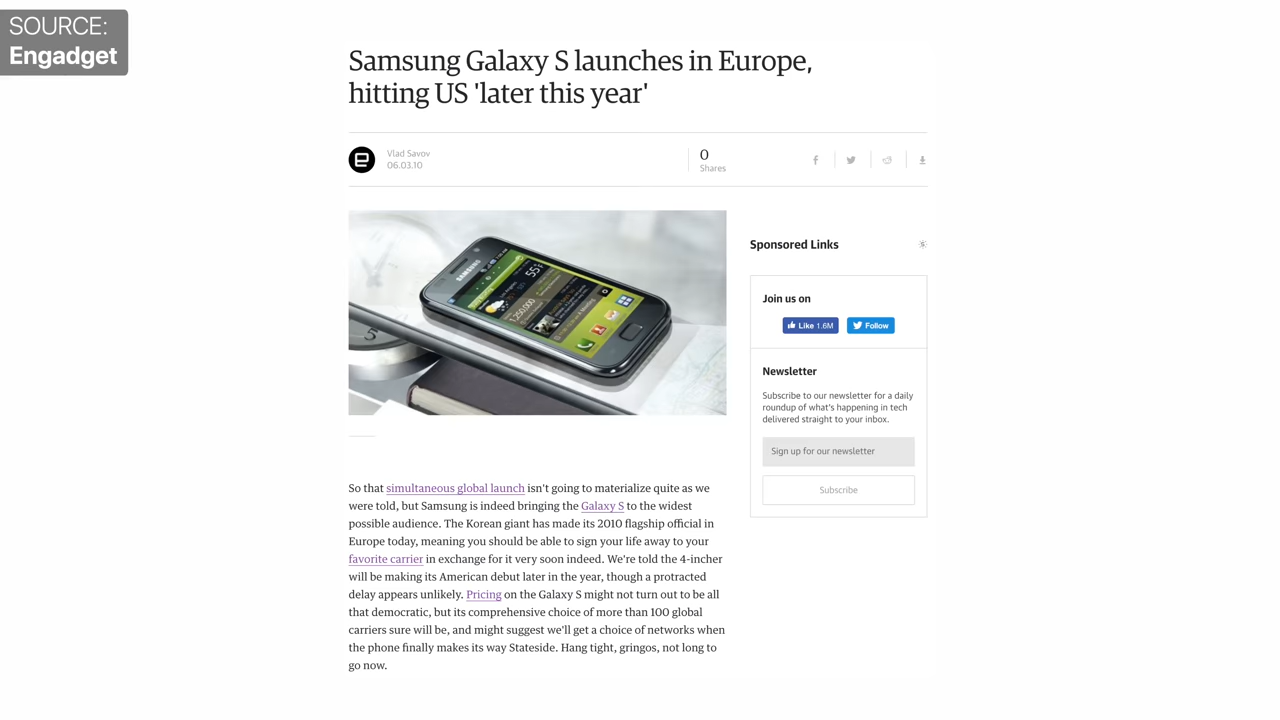 SOURCE:
Engadget
Samsung Galaxy S launches in Europe,
hitting US 'later this year'
Vlad Savov
06.03.10
0
Shares
SAMSUNG
55°F
1,250,000
5
Sponsored Links
Join us on
Like 1.6M
Follow
Newsletter
Subscribe to our newsletter for a daily
roundup of what's happening in tech
delivered straight to your inbox.
Sign up for our newsletter
Subscribe
So that simultaneous global launch isn't going to materialize quite as we
were told, but Samsung is indeed bringing the Galaxy S to the widest
possible audience. The Korean giant has made its 2010 flagship official in
Europe today, meaning you should be able to sign your life away to your
favorite carrier in exchange for it very soon indeed. We're told the 4-incher
will be making its American debut later in the year, though a protracted
delay appears unlikely. Pricing on the Galaxy S might not turn out to be all
that democratic, but its comprehensive choice of more than 100 global
carriers sure will be, and might suggest we'll get a choice of networks when
the phone finally makes its way Stateside. Hang tight, gringos, not long to
go now.